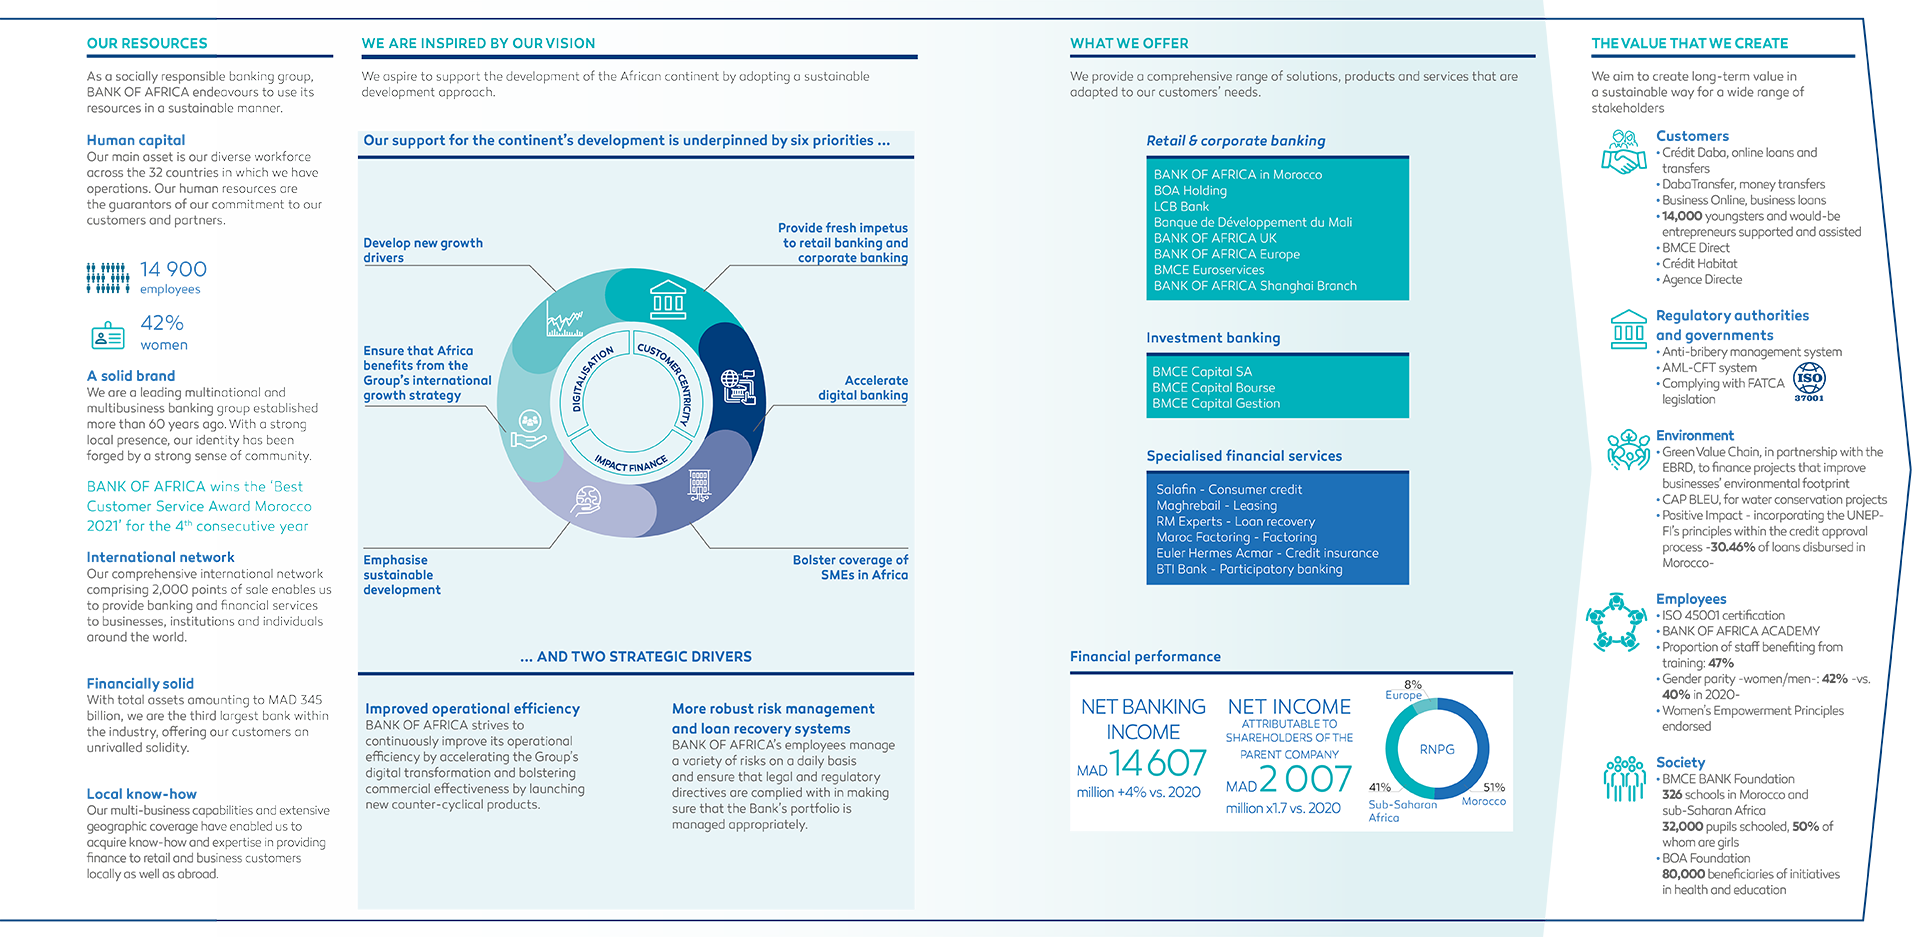 OUR RESOURCES
As a socially responsible banking group,
BANK OF AFRICA endeavours to use its
resources in a sustainable manner.
Human capital
Our main asset is our diverse workforce
across the 32 countries in which we have
operations. Our human resources are
the guarantors of our commitment to our
customers and partners.
14 900
employees
42%
women
A solid brand
We are a leading multinational and
multibusiness banking group established
more than 60 years ago. With a strong
local presence, our identity has been
forged by a strong sense of community.
BANK OF AFRICA wins the ‘Best
Customer Service Award Morocco
2021’ for the 4th consecutive year
International network
Our comprehensive international network
comprising 2,000 points of sale enables us
to provide banking and financial services
to businesses, institutions and individuals
around the world.
Financially solid
With total assets amounting to MAD 345
billion, we are the third largest bank within
the industry, offering our customers an
unrivalled solidity.
Local know-how
Our multi-business capabilities and extensive
geographic coverage have enabled us to
acquire know-how and expertise in providing
finance to retail and business customers
locally as well as abroad.
WE ARE INSPIRED BY OUR VISION
We aspire to support the development of the African continent by adopting a sustainable
development approach.
Our support for the continent’s development is underpinned by six priorities ...
Develop new growth
drivers
Provide fresh impetus
to retail banking and
corporate banking
Ensure that Africa
benefits from the
Group’s international
growth strategy
Accelerate
digital banking
DIGITALISATION
CUSTOMER CENTRICITY
IMPACT FINANCE
Emphasise
sustainable
development
Bolster coverage of
SMEs in Africa
... AND TWO STRATEGIC DRIVERS
Improved operational efficiency
BANK OF AFRICA strives to
continuously improve its operational
efficiency by accelerating the Group’s
digital transformation and bolstering
commercial effectiveness by launching
new counter-cyclical products.
More robust risk management
and loan recovery systems
BANK OF AFRICA’s employees manage
a variety of risks on a daily basis
and ensure that legal and regulatory
directives are complied with in making
sure that the Bank’s portfolio is
managed appropriately.
WHAT WE OFFER
We provide a comprehensive range of solutions, products and services that are
adapted to our customers’ needs.
Retail & corporate banking
BANK OF AFRICA in Morocco
BOA Holding
LCB Bank
Banque de Développement du Mali
BANK OF AFRICA UK
BANK OF AFRICA Europe
BMCE Euroservices
BANK OF AFRICA Shanghai Branch
Investment banking
BMCE Capital SA
BMCE Capital Bourse
BMCE Capital Gestion
Specialised financial services
Salafin - Consumer credit
Maghrebail - Leasing
RM Experts - Loan recovery
Maroc Factoring - Factoring
Euler Hermes Acmar - Credit insurance
BTI Bank - Participatory banking
Financial performance
NET BANKING
INCOME
MAD 14 607
million +4% vs. 2020
NET INCOME
ATTRIBUTABLE TO
SHAREHOLDERS OF THE
PARENT COMPANY
MAD 2 007
million x1.7 vs. 2020
8%
Europe
RNPG
41%
Sub-Saharan
Africa
51%
Morocco
THE VALUE THAT WE CREATE
We aim to create long-term value in
a sustainable way for a wide range of
stakeholders
Customers
• Crédit Daba, online loans and
transfers
• DabaTransfer, money transfers
• Business Online, business loans
• 14,000 youngsters and would-be
entrepreneurs supported and assisted
• BMCE Direct
• Crédit Habitat
• Agence Directe
Regulatory authorities
and governments
• Anti-bribery management system
• AML-CFT system
• Complying with FATCA
legislation
ISO
37001
Environment
• Green Value Chain, in partnership with the
EBRD, to finance projects that improve
businesses’ environmental footprint
• CAP BLEU, for water conservation projects
• Positive Impact - incorporating the UNEP-
Fi’s principles within the credit approval
process -30.46% of loans disbursed in
Morocco-
Employees
• ISO 45001 certification
• BANK OF AFRICA ACADEMY
• Proportion of staff benefiting from
training: 47%
• Gender parity -women/men-: 42% -vs.
40% in 2020-
• Women’s Empowerment Principles
endorsed
Society
• BMCE BANK Foundation
326 schools in Morocco and
sub-Saharan Africa
32,000 pupils schooled, 50% of
whom are girls
• BOA Foundation
80,000 beneficiaries of initiatives
in health and education